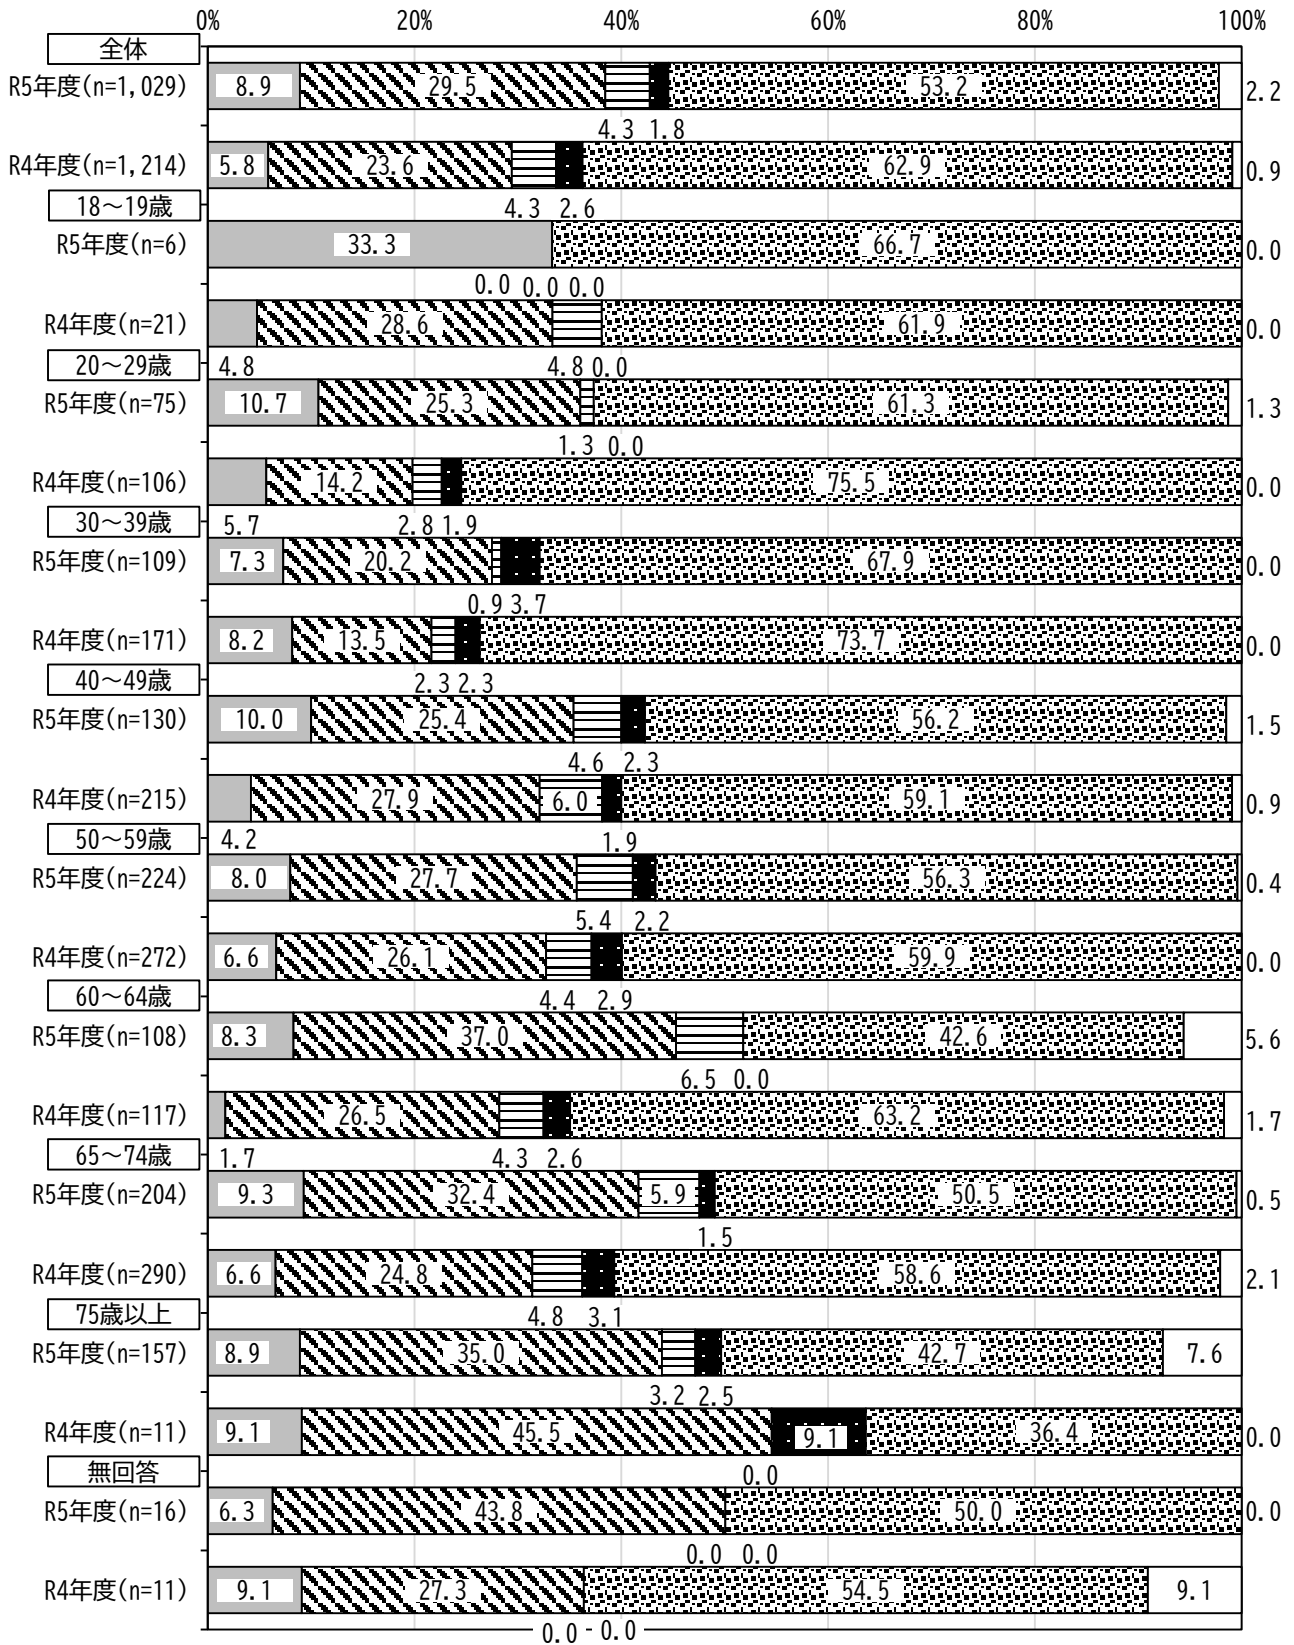 0% 20% 40% 60% 80% 100%
全体
R5年度(n=1,029) 8.9 29.5 53.2 2.2
4.3 1.8
R4年度(n=1,214) 5.8 23.6 62.9 0.9
18～19歳 4.3 2.6
R5年度(n=6) 33.3 66.7 0.0
0.0 0.0 0.0
R4年度(n=21) 28.6 61.9 0.0
20～29歳 4.8 4.8 0.0
R5年度(n=75) 10.7 25.3 61.3 1.3
1.3 0.0
R4年度(n=106) 14.2 75.5 0.0
30～39歳 5.7 2.8 1.9
R5年度(n=109) 7.3 20.2 67.9 0.0
0.9 3.7
R4年度(n=171) 8.2 13.5 73.7 0.0
40～49歳 2.3 2.3
R5年度(n=130) 10.0 25.4 56.2 1.5
4.6 2.3
R4年度(n=215) 27.9 6.0 59.1 0.9
50～59歳 4.2 1.9
R5年度(n=224) 8.0 27.7 56.3 0.4
5.4 2.2
R4年度(n=272) 6.6 26.1 59.9 0.0
60～64歳 4.4 2.9
R5年度(n=108) 8.3 37.0 42.6 5.6
6.5 0.0
R4年度(n=117) 26.5 63.2 1.7
65～74歳 1.7 4.3 2.6
R5年度(n=204) 9.3 32.4 5.9 50.5 0.5
1.5
R4年度(n=290) 6.6 24.8 58.6 2.1
75歳以上 4.8 3.1
R5年度(n=157) 8.9 35.0 42.7 7.6
3.2 2.5
R4年度(n=11) 9.1 45.5 9.1 36.4 0.0
無回答 0.0
R5年度(n=16) 6.3 43.8 50.0 0.0
0.0 0.0
R4年度(n=11) 9.1 27.3 54.5 9.1
0.0 0.0